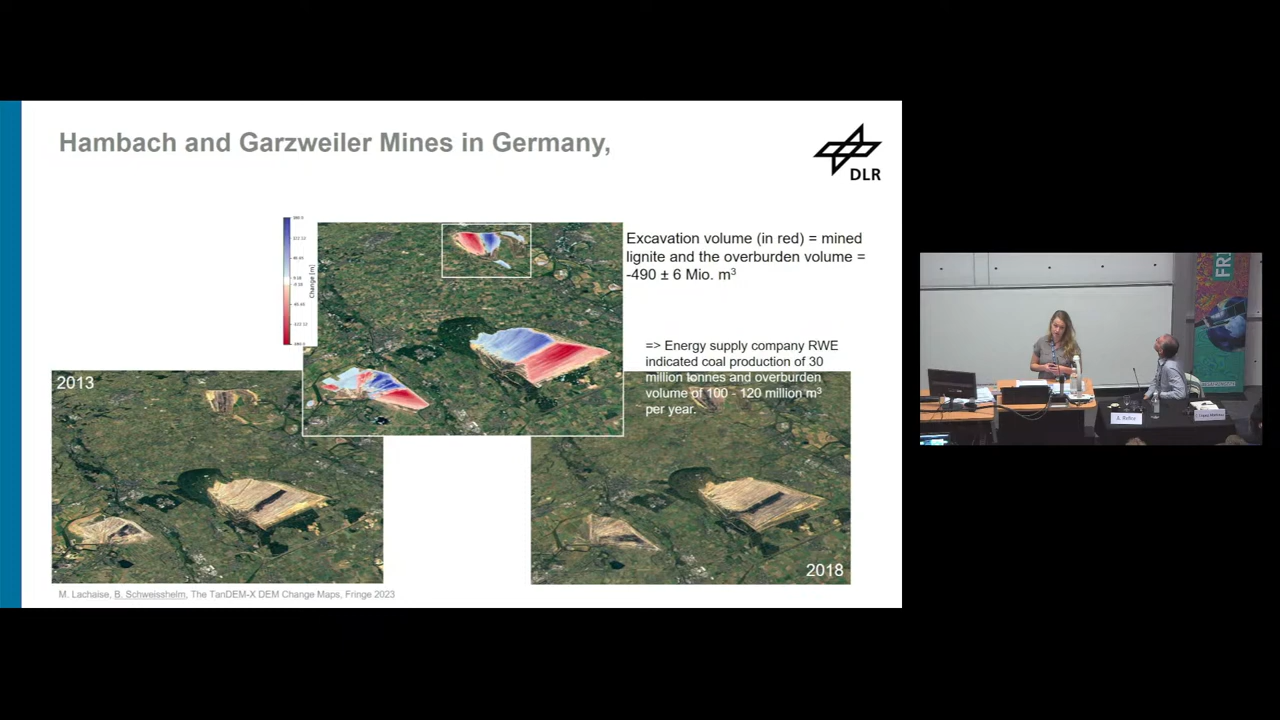 Hambach and Garzweiler Mines in Germany,
DLR
Change [m]
Excavation volume (in red) = mined
lignite and the overburden volume =
-490 ± 6 Mio. m³
=> Energy supply company RWE
indicated coal production of 30
million tonnes and overburden
volume of 100 - 120 million m³
per year.
2013
2018
M. Lachaise, B. Schweisshelm, The TanDEM-X DEM Change Maps, Fringe 2023
FRI